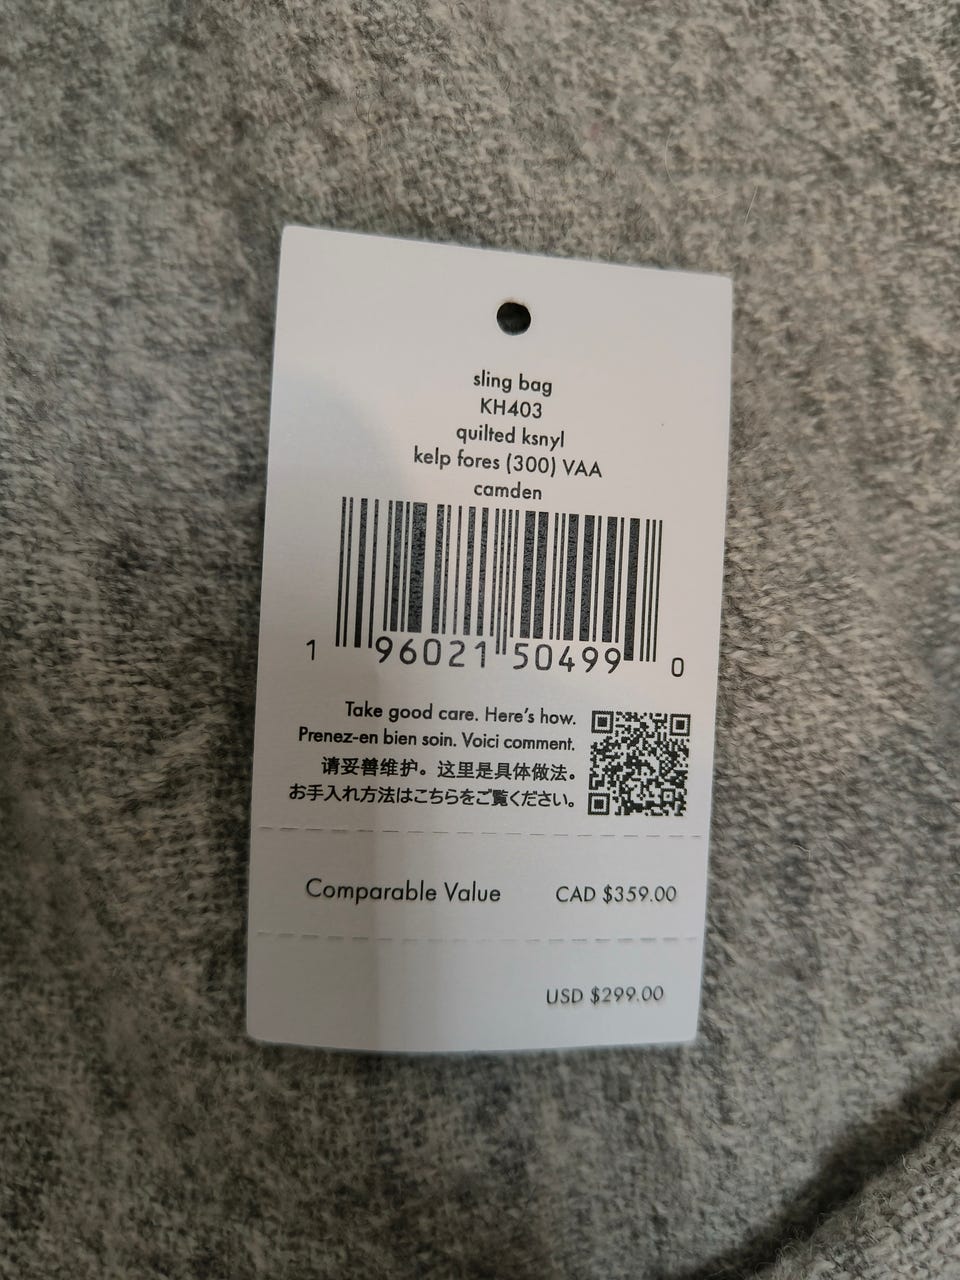 sling bag
KH403
quilted ksnyl
kelp fores (300) VAA
camden
1 96021 50499 0
Take good care. Here's how.
Prenez-en bien soin. Voici comment.
请妥善维护。这里是具体做法。
お手入れ方法はこちらをご覧ください。
Comparable Value CAD $359.00
USD $299.00